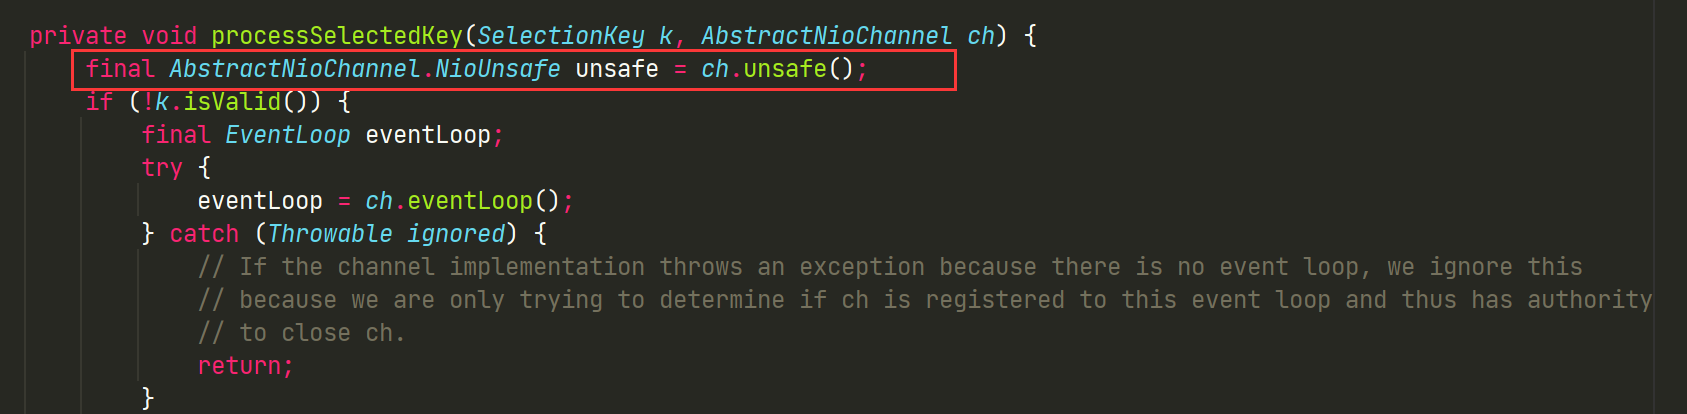 private void processSelectedKey(SelectionKey k, AbstractNioChannel ch) {
    final AbstractNioChannel.NioUnsafe unsafe = ch.unsafe();
    if (!k.isValid()) {
        final EventLoop eventLoop;
        try {
            eventLoop = ch.eventLoop();
        } catch (Throwable ignored) {
            // If the channel implementation throws an exception because there is no event loop, we ignore this
            // because we are only trying to determine if ch is registered to this event loop and thus has authority
            // to close ch.
            return;
        }